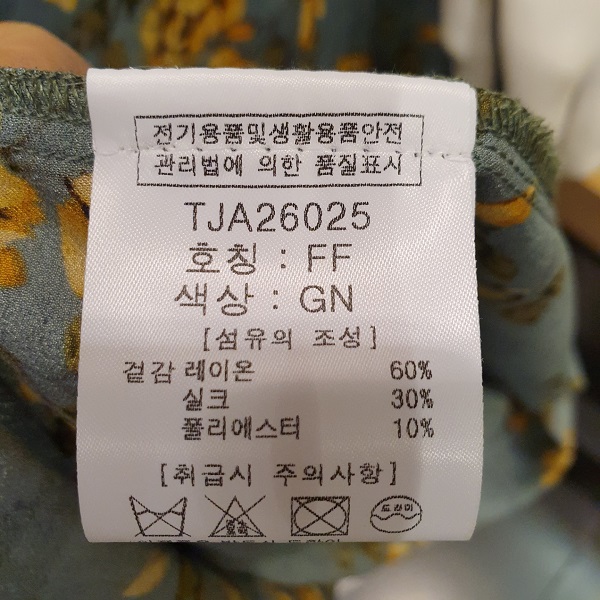 전기용품및생활용품안전
관리법에 의한 품질표시
TJA26025
호칭 : FF
색상 : GN
[섬유의 조성]
겉감 레이온 60%
실크 30%
폴리에스터 10%
[취급시 주의사항]
드라이